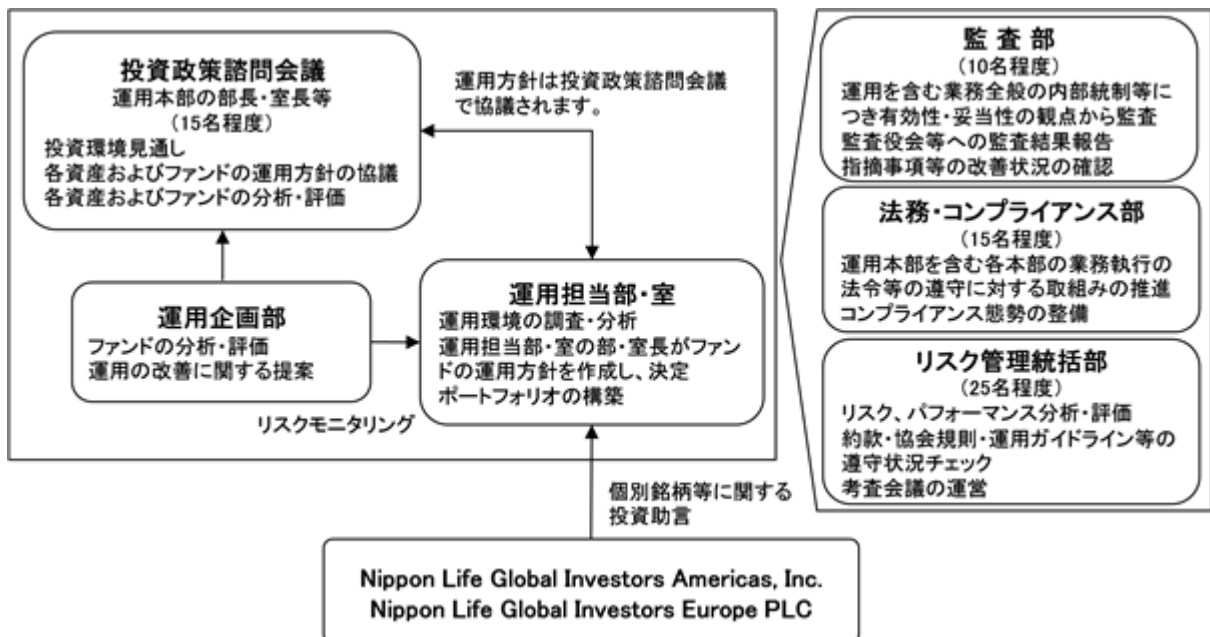 投資政策諮問会議
運用本部の部長・室長等
(15名程度)
投資環境見通し
各資産およびファンドの運用方針の協議
各資産およびファンドの分析・評価
運用方針は投資政策諮問会議
で協議されます。
運用企画部
ファンドの分析・評価
運用の改善に関する提案
リスクモニタリング
運用担当部・室
運用環境の調査・分析
運用担当部・室の部・室長がファン
ドの運用方針を作成し、決定
ポートフォリオの構築
個別銘柄等に関する
投資助言
Nippon Life Global Investors Americas, Inc.
Nippon Life Global Investors Europe PLC
監 査 部
(10名程度)
運用を含む業務全般の内部統制等に
つき有効性・妥当性の観点から監査
監査役会等への監査結果報告
指摘事項等の改善状況の確認
法務・コンプライアンス部
(15名程度)
運用本部を含む各本部の業務執行の
法令等の遵守に対する取組みの推進
コンプライアンス態勢の整備
リスク管理統括部
(25名程度)
リスク、パフォーマンス分析・評価
約款・協会規則・運用ガイドライン等の
遵守状況チェック
考査会議の運営